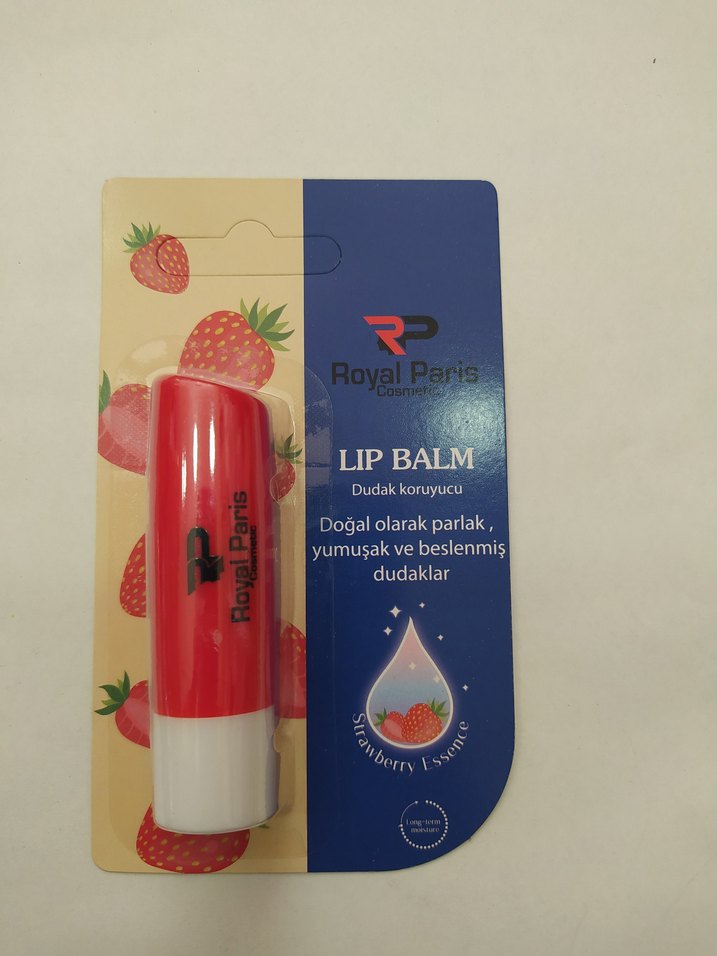 RP
Royal Paris
Cosmetic
LIP BALM
Dudak koruyucu
Doğal olarak parlak ,
yumuşak ve beslenmiş
dudaklar
Strawberry Essence
Long-term
moisture
RP
Royal Paris
Cosmetic